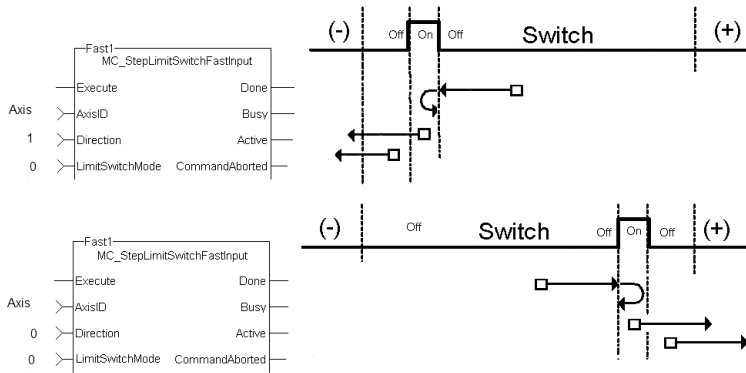 (-) Off On Off Switch (+)
Fast1
MC_StepLimitSwitchFastInput
Execute Done
Axis AxisID Busy
1 Direction Active
0 LimitSwitchMode CommandAborted
(-) Off Switch Off On Off (+)
Fast1
MC_StepLimitSwitchFastInput
Execute Done
Axis AxisID Busy
0 Direction Active
0 LimitSwitchMode CommandAborted